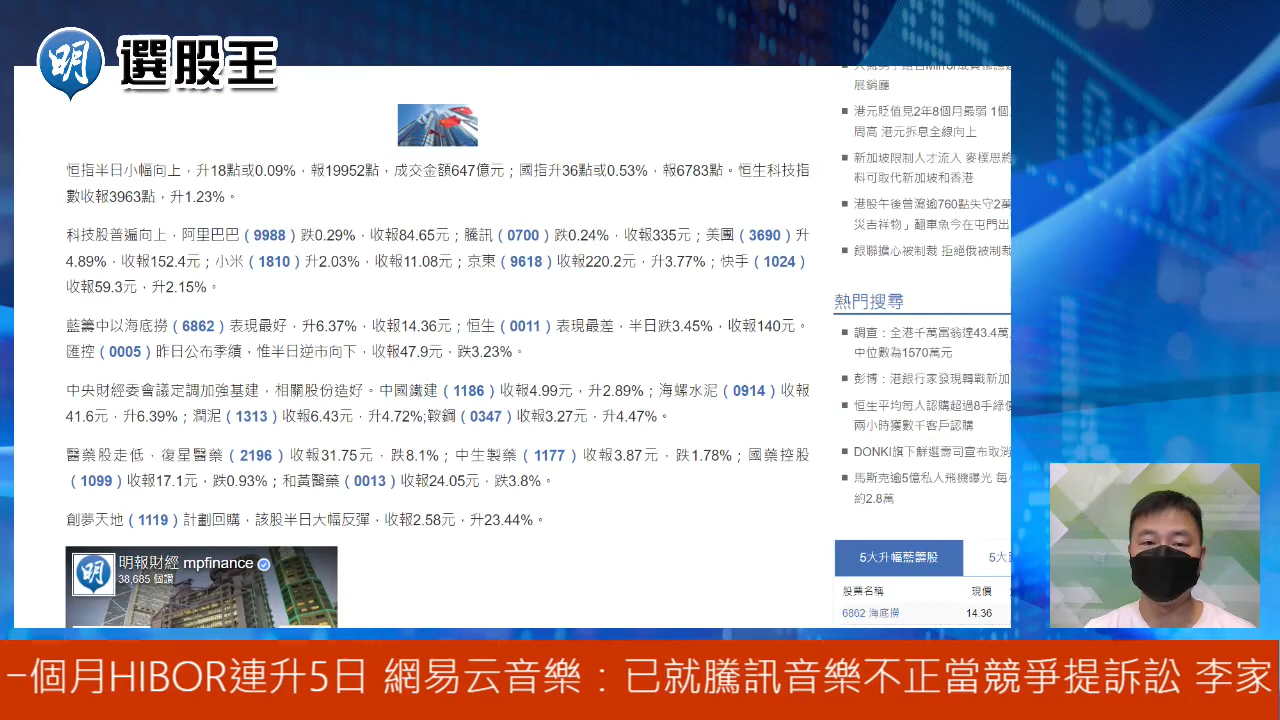 明 選股王
恒指半日小幅向上，升18點或0.09%，報19952點，成交金額647億元；國指升36點或0.53%，報6783點。恒生科技指
數收報3963點，升1.23%。
科技股普遍向上，阿里巴巴（9988）跌0.29%，收報84.65元；騰訊（0700）跌0.24%，收報335元；美團（3690）升
4.89%，收報152.4元；小米（1810）升2.03%，收報11.08元；京東（9618）收報220.2元，升3.77%；快手（1024）
收報59.3元，升2.15%。
藍籌中以海底撈（6862）表現最好，升6.37%，收報14.36元；恒生（0011）表現最差，半日跌3.45%，收報140元。
匯控（0005）昨日公布季績，惟半日逆市向下，收報47.9元，跌3.23%。
中央財經委會議定調加強基建，相關股份造好。中國鐵建（1186）收報4.99元，升2.89%；海螺水泥（0914）收報
41.6元，升6.39%；潤泥（1313）收報6.43元，升4.72%;鞍鋼（0347）收報3.27元，升4.47%。
醫藥股走低，復星醫藥（2196）收報31.75元，跌8.1%；中生製藥（1177）收報3.87元，跌1.78%；國藥控股
（1099）收報17.1元，跌0.93%；和黃醫藥（0013）收報24.05元，跌3.8%。
創夢天地（1119）計劃回購，該股半日大幅反彈，收報2.58元，升23.44%。
明 明報財經 mpfinance
38,685 個讚
展銷廳
港元貶值見2年8個月最弱 1個
周高 港元拆息全線向上
新加坡限制人才流入 麥樸思將
料可取代新加坡和香港
港股午後曾瀉逾760點失守2萬
災吉祥物」翻車魚今在屯門出
銀聯擔心被制裁 拒絕俄被制裁
熱門搜尋
調查：全港千萬富翁達43.4萬
中位數為1570萬元
彭博：港銀行家發現轉戰新加
恒生平均每人認購超過8手綠債
兩小時獲數千客戶認購
DONKI旗下鮮選壽司宣布取消
馬斯克逾5億私人飛機曝光 每小
約2.8萬
5大升幅藍籌股 5大
股票名稱 現價
6862 海底撈 14.36
一個月HIBOR連升5日 網易云音樂：已就騰訊音樂不正當競爭提訴訟 李家